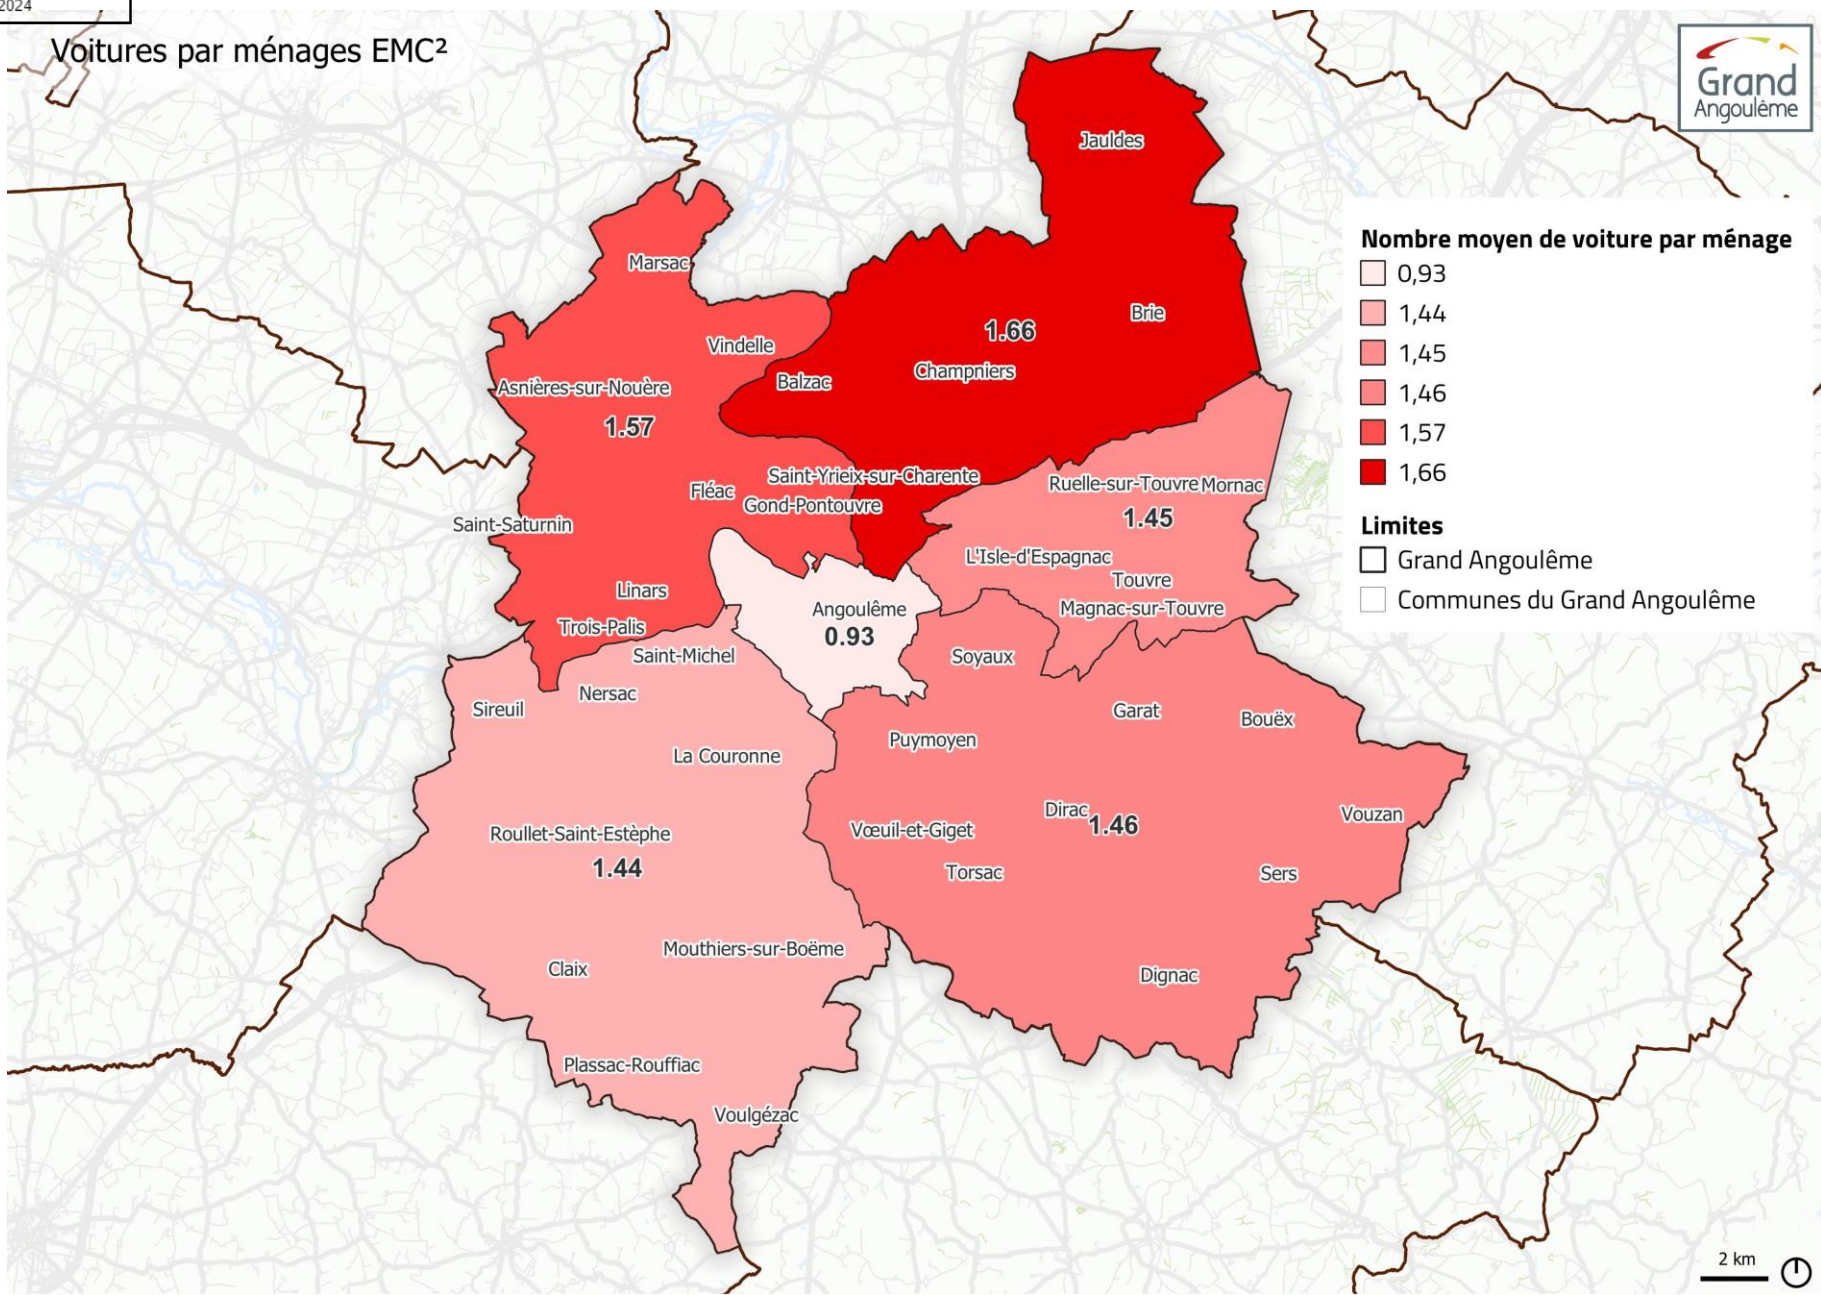 2024
Voitures par ménages EMC²
Grand
Angoulême
Jauldes
Nombre moyen de voiture par ménage
0,93
1,44
1,45
1,46
1,57
1,66
Limites
Grand Angoulême
Communes du Grand Angoulême
Marsac
Brie
1.66
Vindelle
Champniers
Balzac
Asnières-sur-Nouère
1.57
Saint-Yrieix-sur-Charente
Ruelle-sur-Touvre Mornac
Fléac
Gond-Pontouvre
1.45
Saint-Saturnin
L'Isle-d'Espagnac
Touvre
Linars
Angoulême
Magnac-sur-Touvre
0.93
Trois-Palis
Saint-Michel
Soyaux
Nersac
Sireuil
Garat
Bouëx
Puymoyen
La Couronne
Dirac
1.46
Vouzan
Vœuil-et-Giget
Roullet-Saint-Estèphe
1.44
Torsac
Sers
Mouthiers-sur-Boëme
Claix
Dignac
Plassac-Rouffiac
Voulgézac
2 km